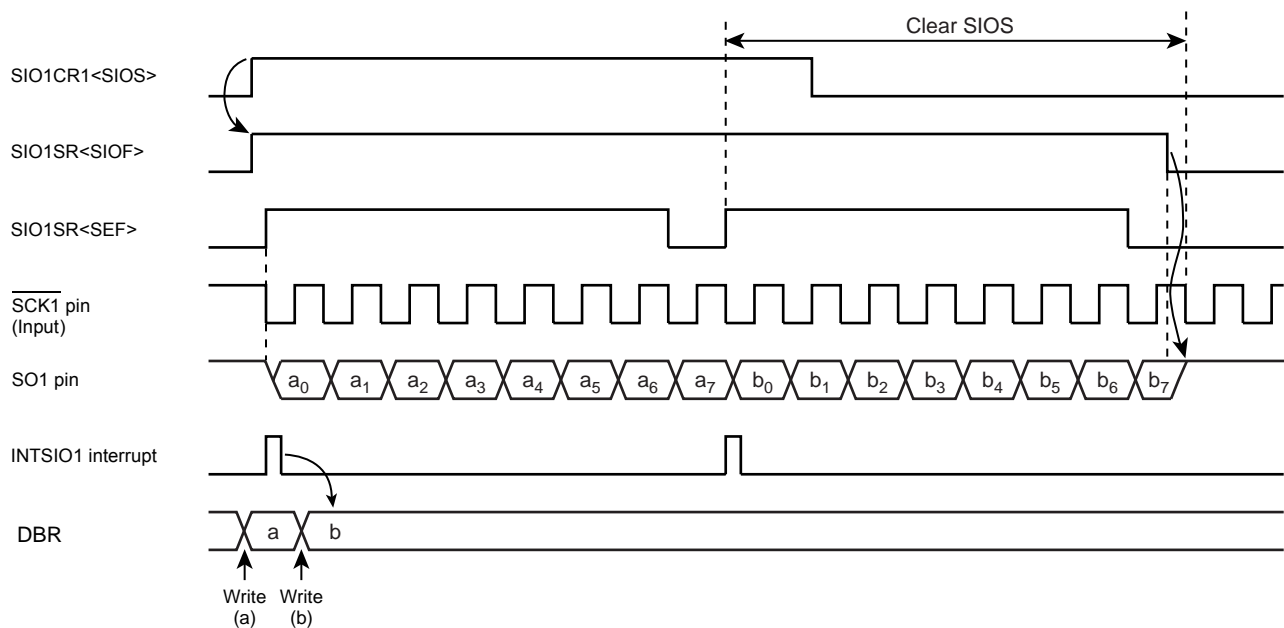 Clear SIOS
SIO1CR1<SIOS>
SIO1SR<SIOF>
SIO1SR<SEF>
SCK1 pin
(Input)
SO1 pin
a0 a1 a2 a3 a4 a5 a6 a7 b0 b1 b2 b3 b4 b5 b6 b7
INTSIO1 interrupt
DBR
a b
Write Write
(a) (b)